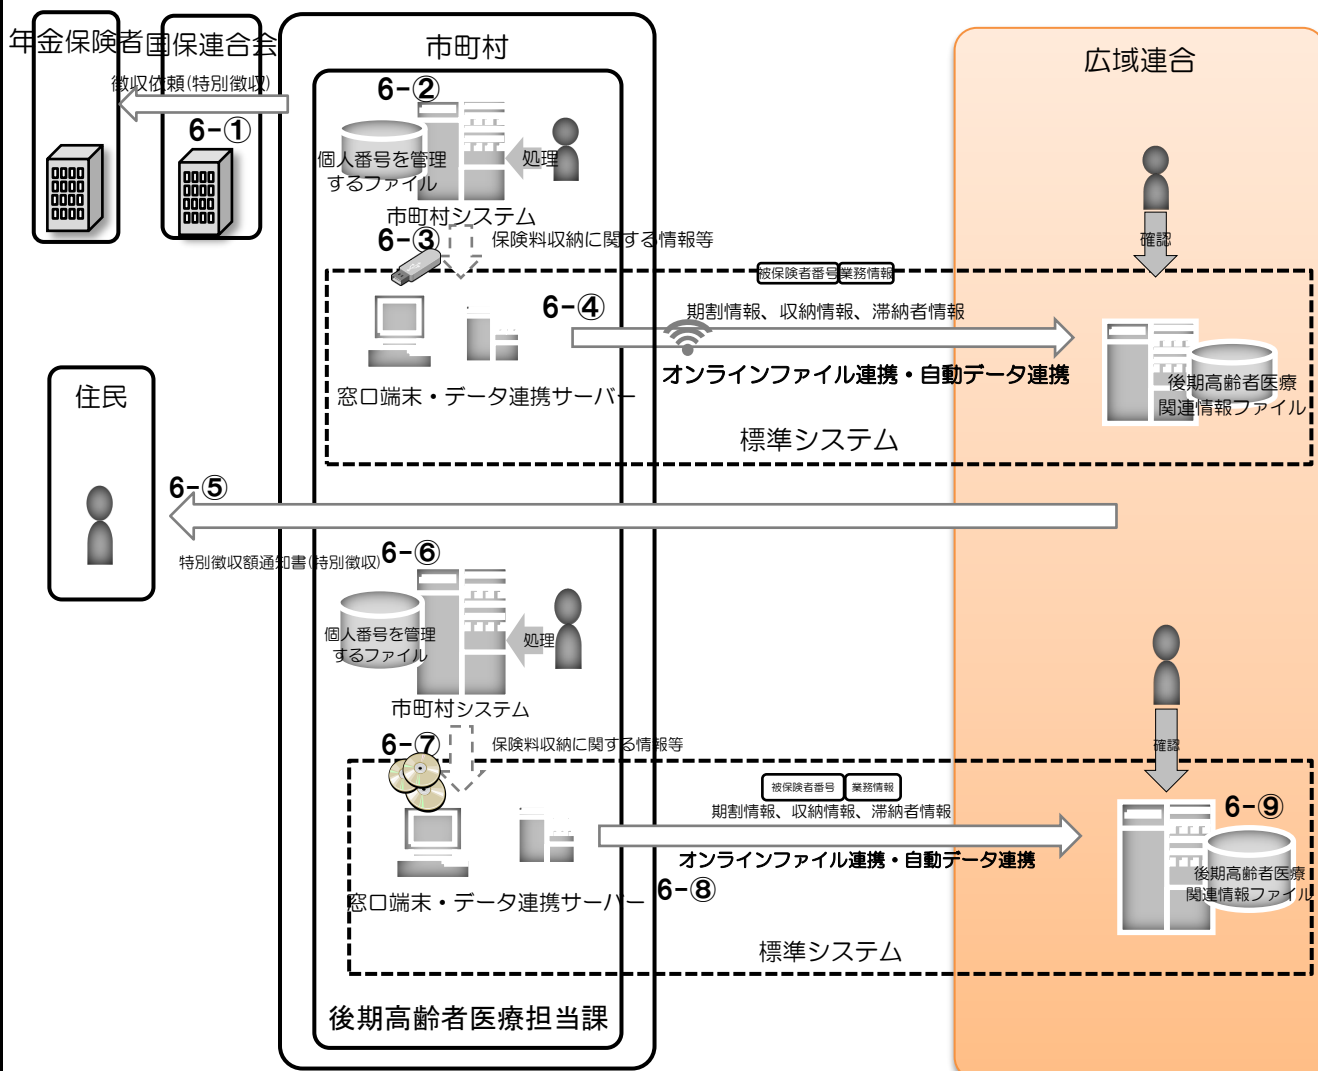 年金保険者
国保連合会
市町村
広域連合
徴収依頼(特別徴収)
6-①
6-②
個人番号を管理
するファイル
処理
市町村システム
6-③
保険料収納に関する情報等
確認
被保険者番号
業務情報
6-④
期割情報、収納情報、滞納者情報
オンラインファイル連携・自動データ連携
窓口端末・データ連携サーバー
後期高齢者医療
関連情報ファイル
標準システム
住民
6-⑤
特別徴収額通知書(特別徴収)
6-⑥
個人番号を管理
するファイル
処理
市町村システム
6-⑦
保険料収納に関する情報等
確認
被保険者番号
業務情報
期割情報、収納情報、滞納者情報
オンラインファイル連携・自動データ連携
6-⑧
窓口端末・データ連携サーバー
6-⑨
後期高齢者医療
関連情報ファイル
標準システム
後期高齢者医療担当課